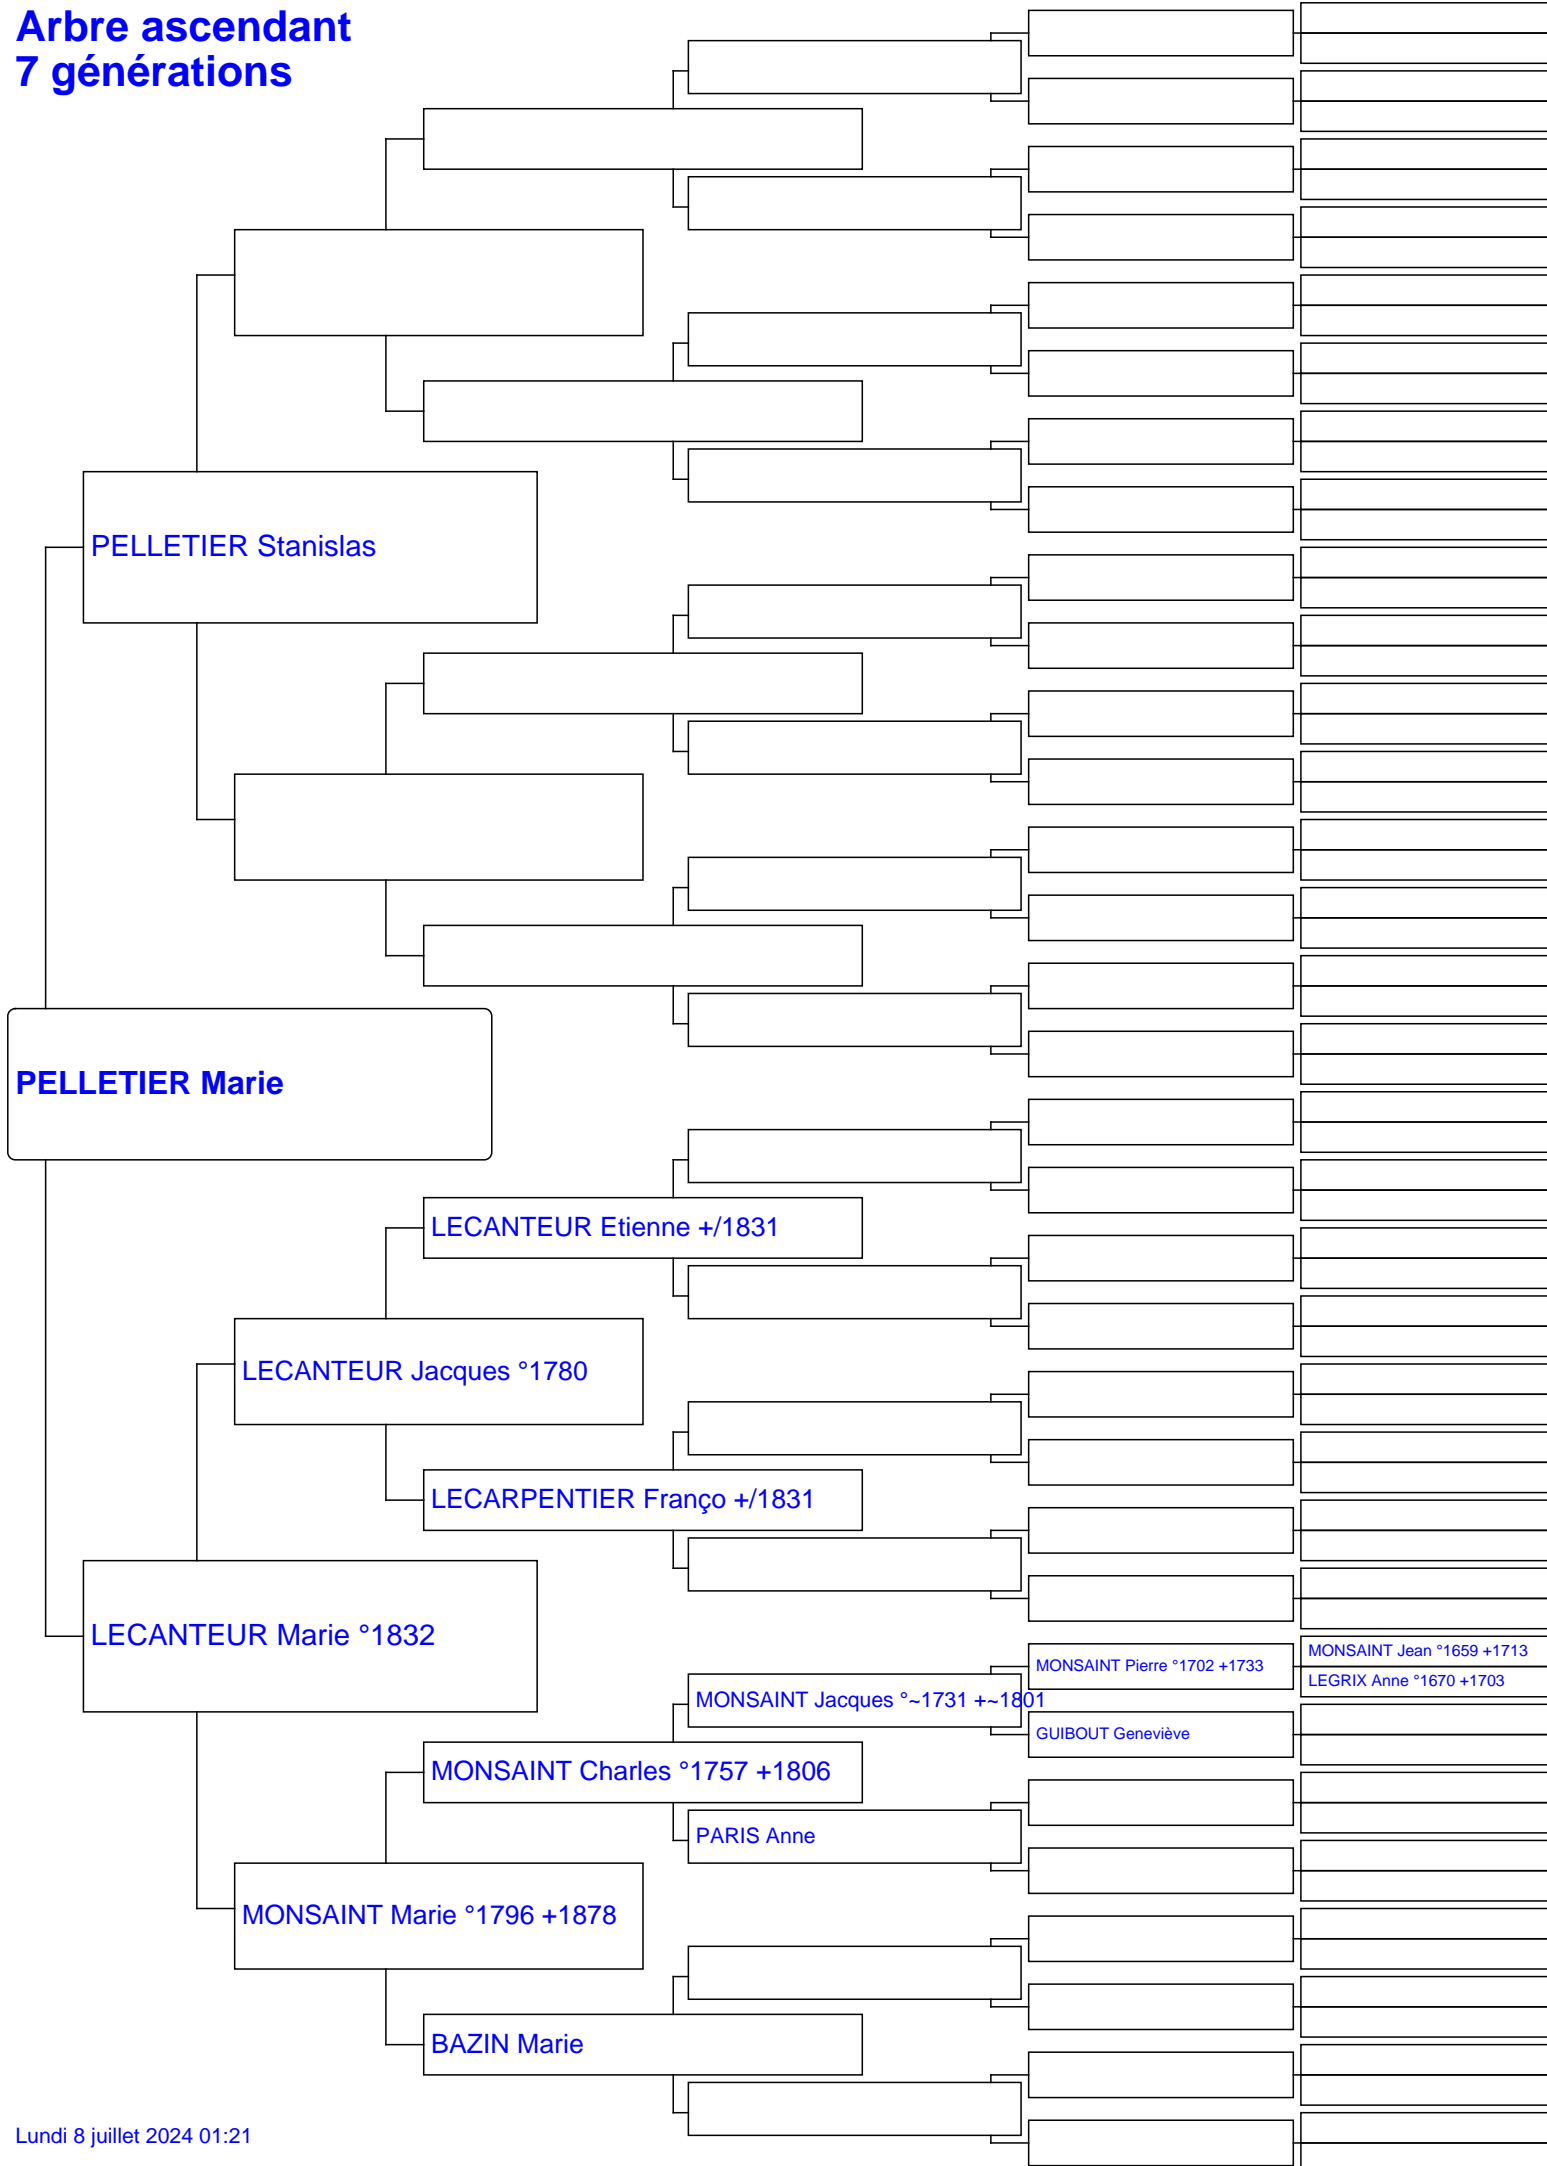 Arbre ascendant
7 générations
PELLETIER Stanislas
PELLETIER Marie
LECANTEUR Etienne +/1831
LECANTEUR Jacques °1780
LECARPENTIER Franço +/1831
LECANTEUR Marie °1832
MONSAINT Jean °1659 +1713
MONSAINT Pierre °1702 +1733
LEGRIX Anne °1670 +1703
MONSAINT Jacques °~1731 +~1801
GUIBOUT Geneviève
MONSAINT Charles °1757 +1806
PARIS Anne
MONSAINT Marie °1796 +1878
BAZIN Marie
Lundi 8 juillet 2024 01:21